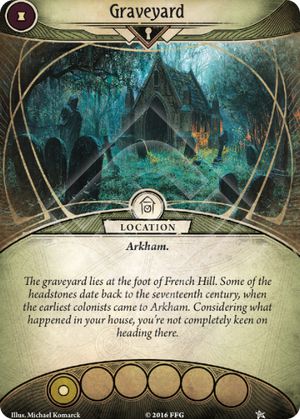 Graveyard
LOCATION
Arkham.
The graveyard lies at the foot of French Hill. Some of the
headstones date back to the seventeenth century, when
the earliest colonists came to Arkham. Considering what
happened in your house, you're not completely keen on
heading there.
Illus. Michael Komarck
© 2016 FFG